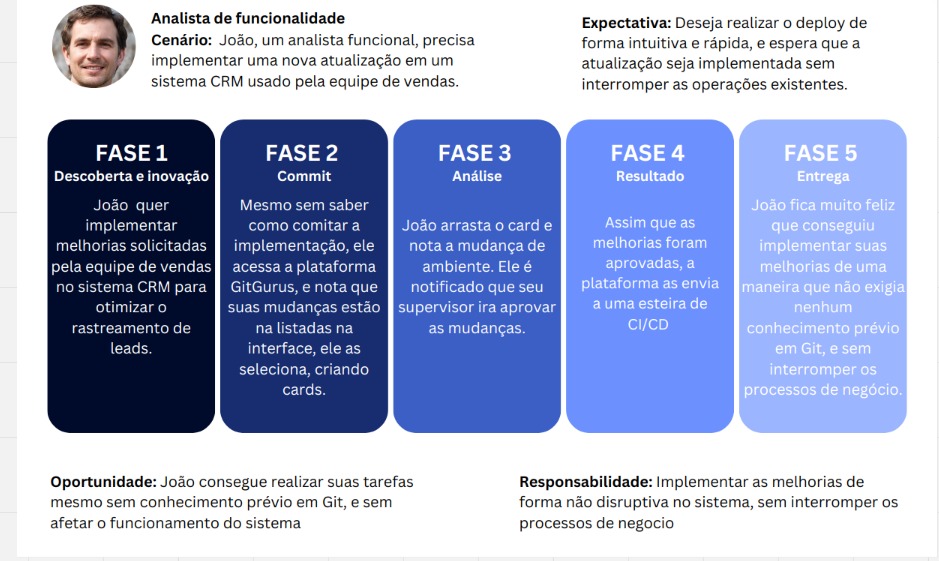 Analista de funcionalidade
Cenário: João, um analista funcional, precisa
implementar uma nova atualização em um
sistema CRM usado pela equipe de vendas.
Expectativa: Deseja realizar o deploy de
forma intuitiva e rápida, e espera que a
atualização seja implementada sem
interromper as operações existentes.
FASE 1
Descoberta e inovação
João quer
implementar
melhorias solicitadas
pela equipe de vendas
no sistema CRM para
otimizar o
rastreamento de
leads.
FASE 2
Commit
Mesmo sem saber
como comitar a
implementação, ele
acessa a plataforma
GitGurus, e nota que
suas mudanças estão
na listadas na
interface, ele as
seleciona, criando
cards.
FASE 3
Análise
João arrasta o card e
nota a mudança de
ambiente. Ele é
notificado que seu
supervisor ira aprovar
as mudanças.
FASE 4
Resultado
Assim que as
melhorias foram
aprovadas, a
plataforma as envia
a uma esteira de
CI/CD
FASE 5
Entrega
João fica muito feliz
que conseguiu
implementar suas
melhorias de uma
maneira que não exigia
nenhum
conhecimento prévio
em Git, e sem
interromper os
processos de negócio.
Oportunidade: João consegue realizar suas tarefas
mesmo sem conhecimento prévio em Git, e sem
afetar o funcionamento do sistema
Responsabilidade: Implementar as melhorias de
forma não disruptiva no sistema, sem interromper os
processos de negocio